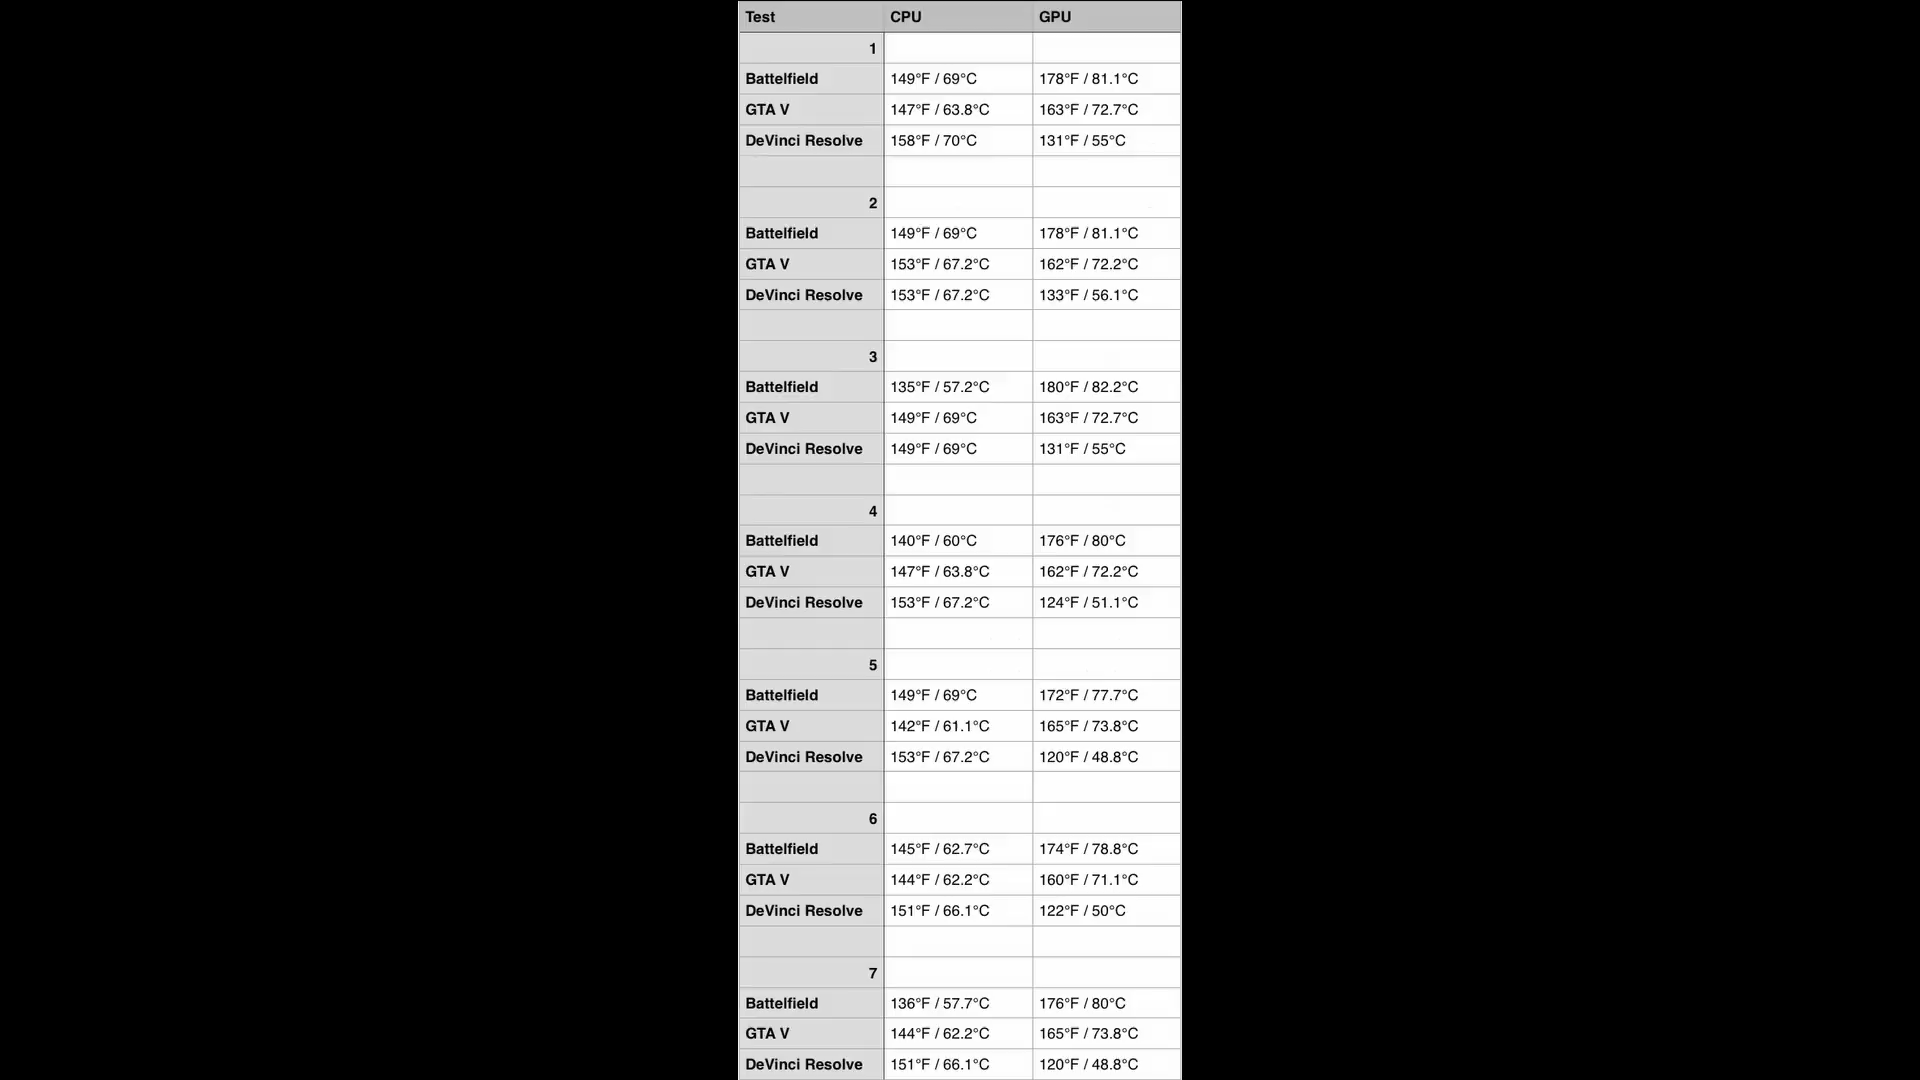 Test CPU GPU
1
Battelfield 149°F / 69°C 178°F / 81.1°C
GTA V 147°F / 63.8°C 163°F / 72.7°C
DeVinci Resolve 158°F / 70°C 131°F / 55°C
2
Battelfield 149°F / 69°C 178°F / 81.1°C
GTA V 153°F / 67.2°C 162°F / 72.2°C
DeVinci Resolve 153°F / 67.2°C 133°F / 56.1°C
3
Battelfield 135°F / 57.2°C 180°F / 82.2°C
GTA V 149°F / 69°C 163°F / 72.7°C
DeVinci Resolve 149°F / 69°C 131°F / 55°C
4
Battelfield 140°F / 60°C 176°F / 80°C
GTA V 147°F / 63.8°C 162°F / 72.2°C
DeVinci Resolve 153°F / 67.2°C 124°F / 51.1°C
5
Battelfield 149°F / 69°C 172°F / 77.7°C
GTA V 142°F / 61.1°C 165°F / 73.8°C
DeVinci Resolve 153°F / 67.2°C 120°F / 48.8°C
6
Battelfield 145°F / 62.7°C 174°F / 78.8°C
GTA V 144°F / 62.2°C 160°F / 71.1°C
DeVinci Resolve 151°F / 66.1°C 122°F / 50°C
7
Battelfield 136°F / 57.7°C 176°F / 80°C
GTA V 144°F / 62.2°C 165°F / 73.8°C
DeVinci Resolve 151°F / 66.1°C 120°F / 48.8°C